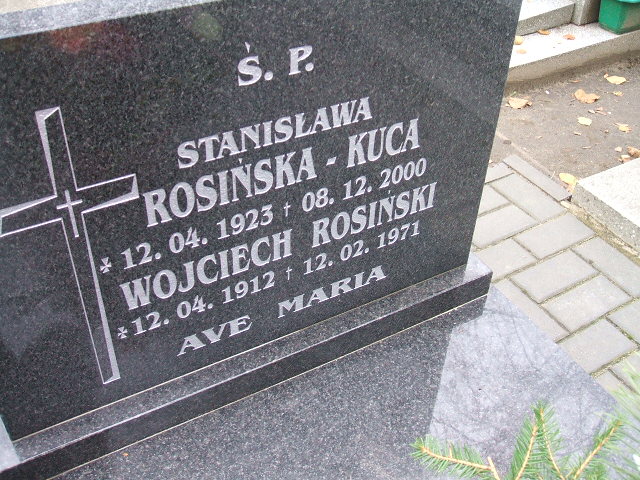 Ś. P.
STANISŁAWA
ROSIŃSKA - KUCA
* 12. 04. 1923 † 08. 12. 2000
WOJCIECH ROSIŃSKI
* 12. 04. 1912 † 12. 02. 1971
AVE MARIA